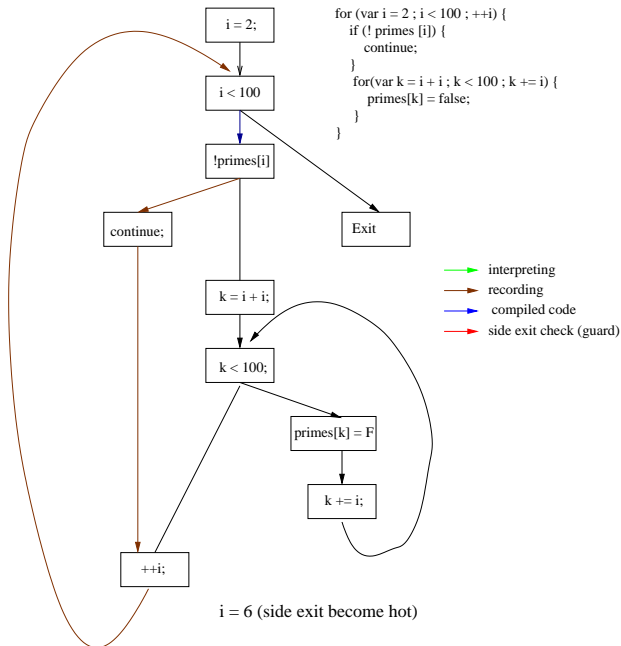 i = 2;
for (var i = 2 ; i < 100 ; ++i) {
if (! primes [i]) {
continue;
}
for(var k = i + i ; k < 100 ; k += i) {
primes[k] = false;
}
}
i < 100
!primes[i]
continue;
Exit
interpreting
recording
compiled code
side exit check (guard)
k = i + i;
k < 100;
primes[k] = F
k += i;
++i;
i = 6 (side exit become hot)